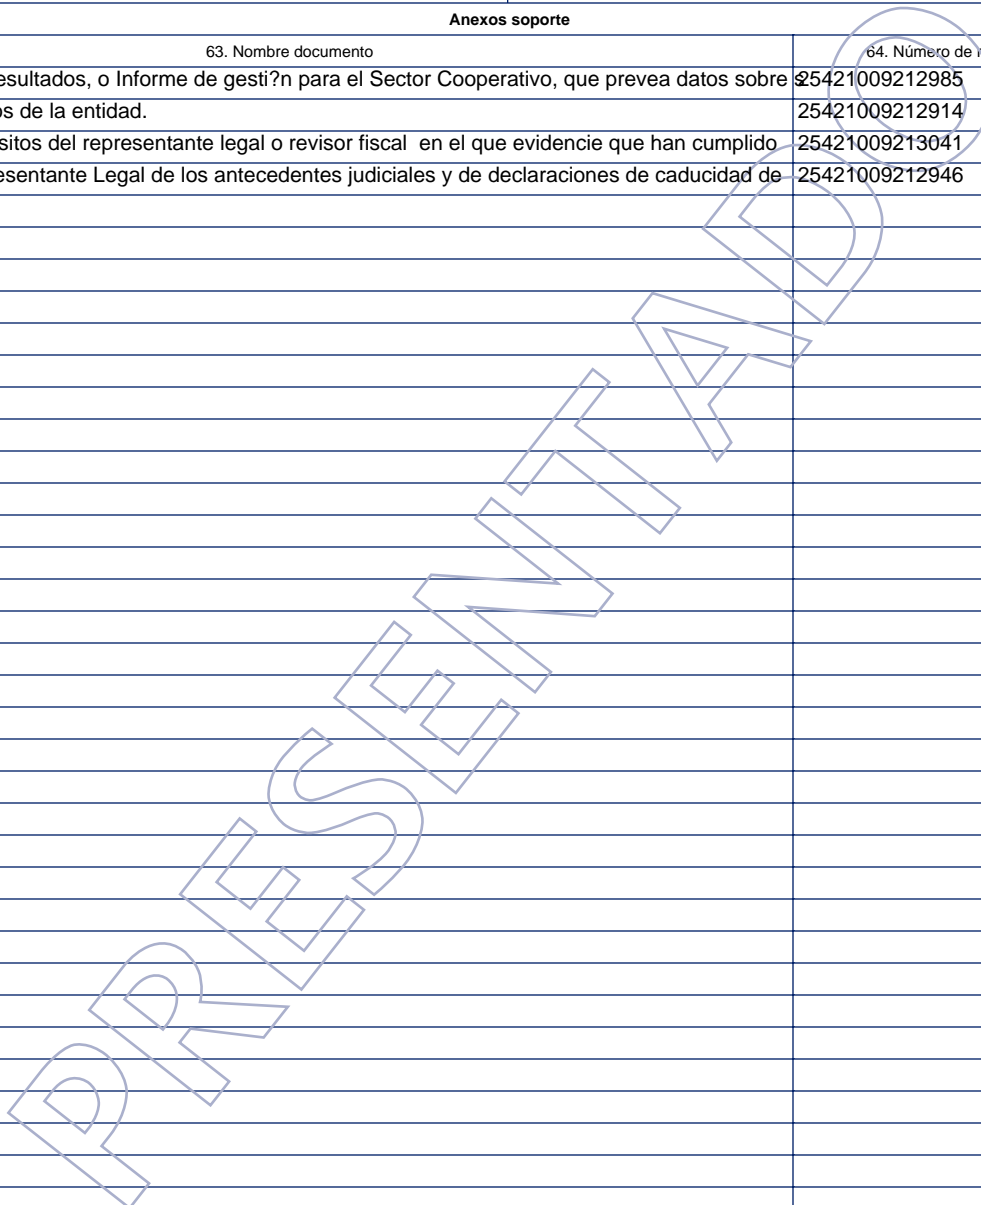 Anexos soporte
63. Nombre documento 64. Número de
esultados, o Informe de gesti?n para el Sector Cooperativo, que prevea datos sobre s 25421009212985
os de la entidad. 25421009212914
sitos del representante legal o revisor fiscal en el que evidencie que han cumplido 25421009213041
esentante Legal de los antecedentes judiciales y de declaraciones de caducidad de 25421009212946
PRESENTADO